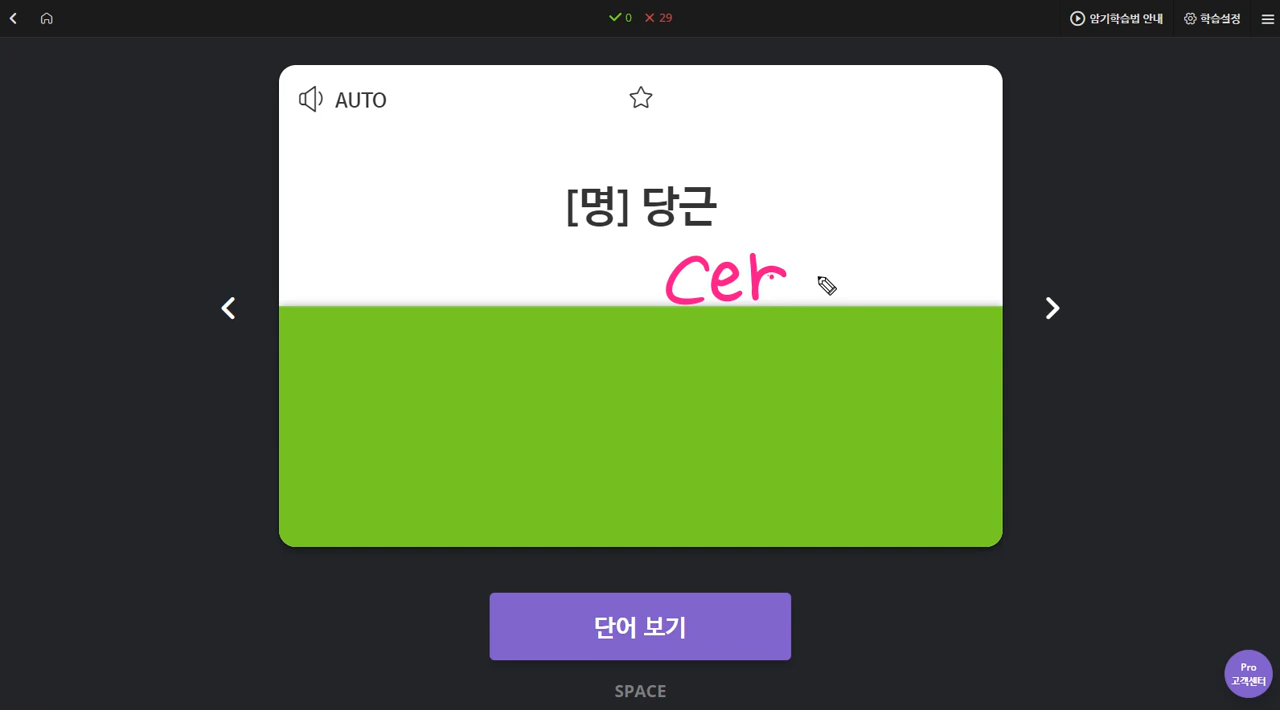 0 29 암기학습법 안내 학습설정
AUTO
[명] 당근
cer
단어 보기
SPACE
Pro
고객센터